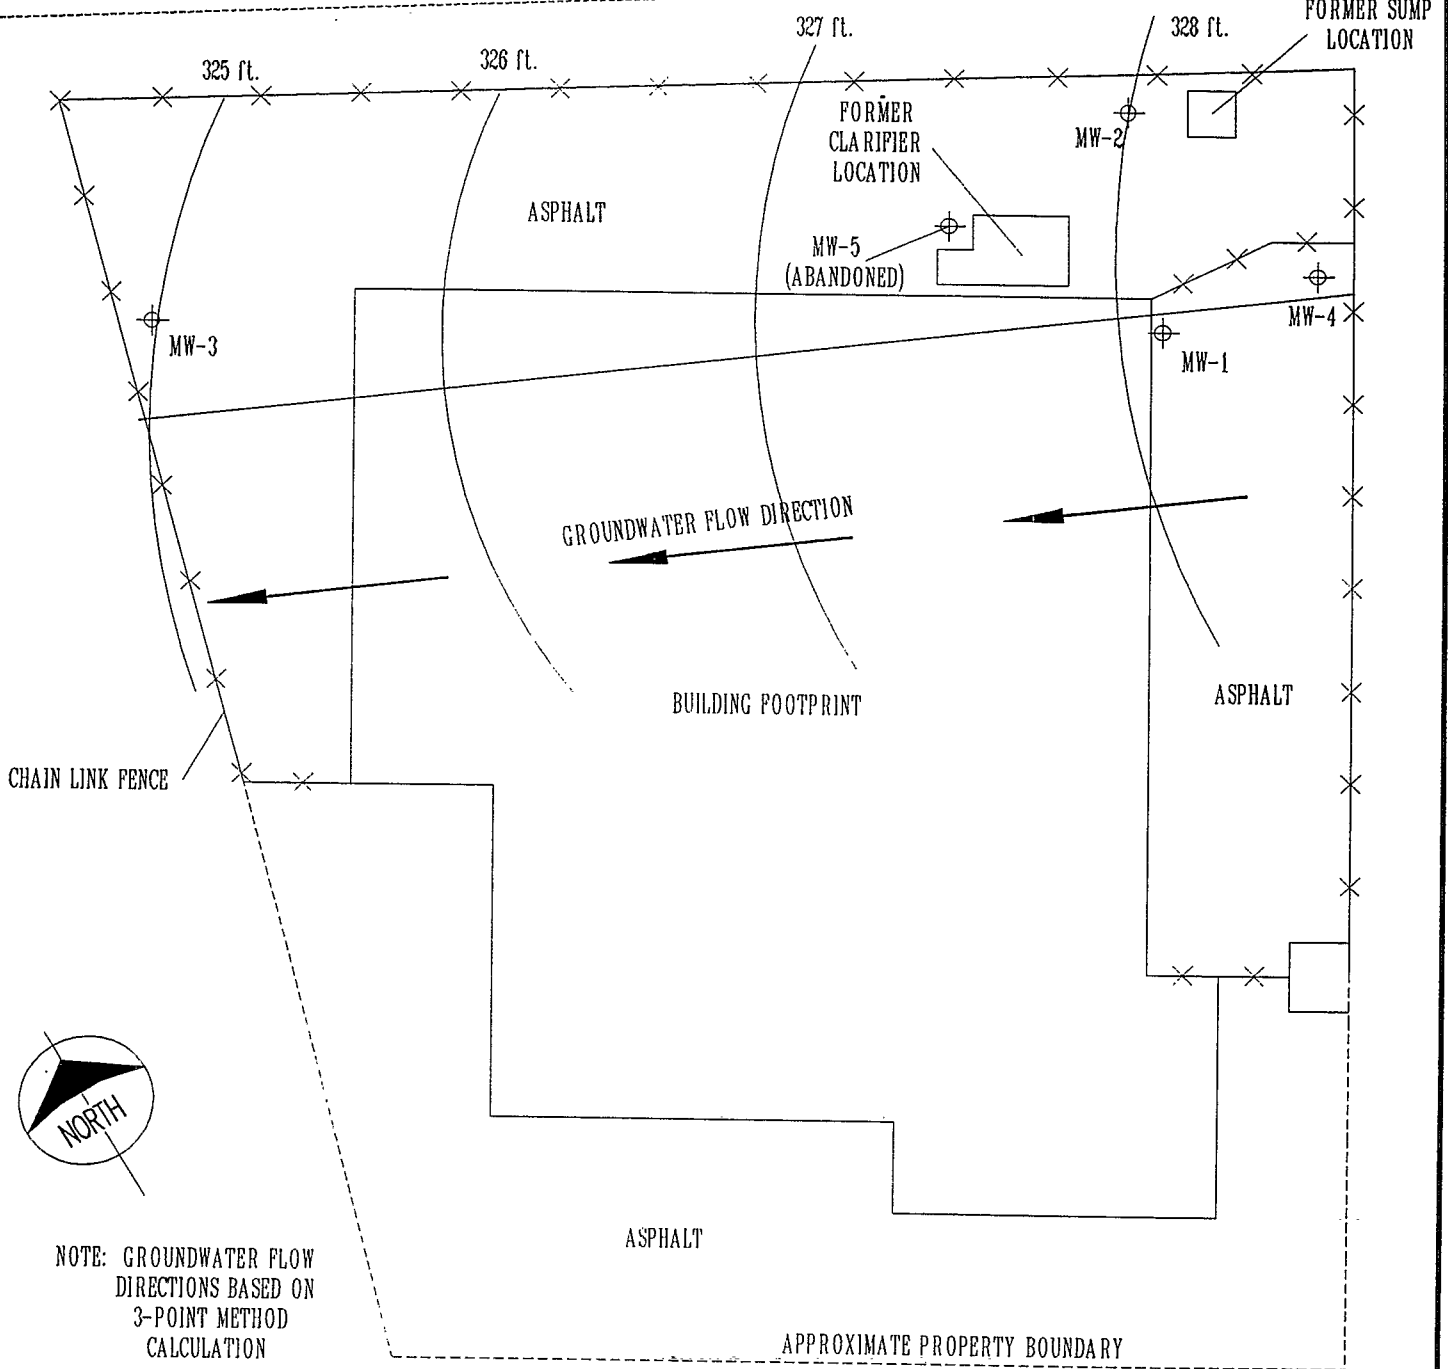 FORMER SUMP
LOCATION
327 ft.
328 ft.
326 ft.
325 ft.
FORMER
CLARIFIER
LOCATION
MW-2
ASPHALT
MW-5
(ABANDONED)
MW-4
MW-3
MW-1
GROUNDWATER FLOW DIRECTION
BUILDING FOOTPRINT
ASPHALT
CHAIN LINK FENCE
NORTH
ASPHALT
NOTE: GROUNDWATER FLOW
DIRECTIONS BASED ON
3-POINT METHOD
CALCULATION
APPROXIMATE PROPERTY BOUNDARY